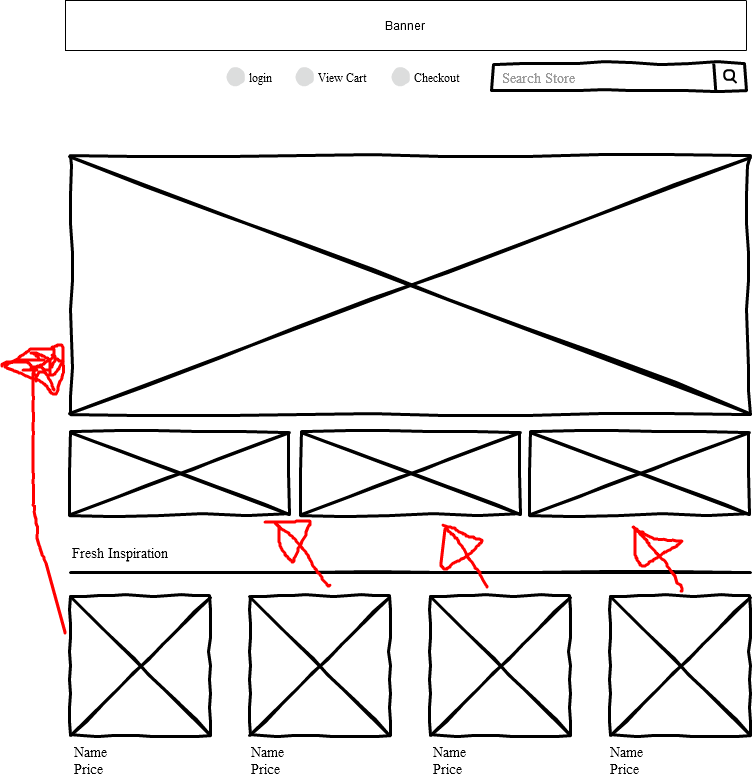 Banner
login View Cart Checkout Search Store
Fresh Inspiration
Name Name Name Name
Price Price Price Price